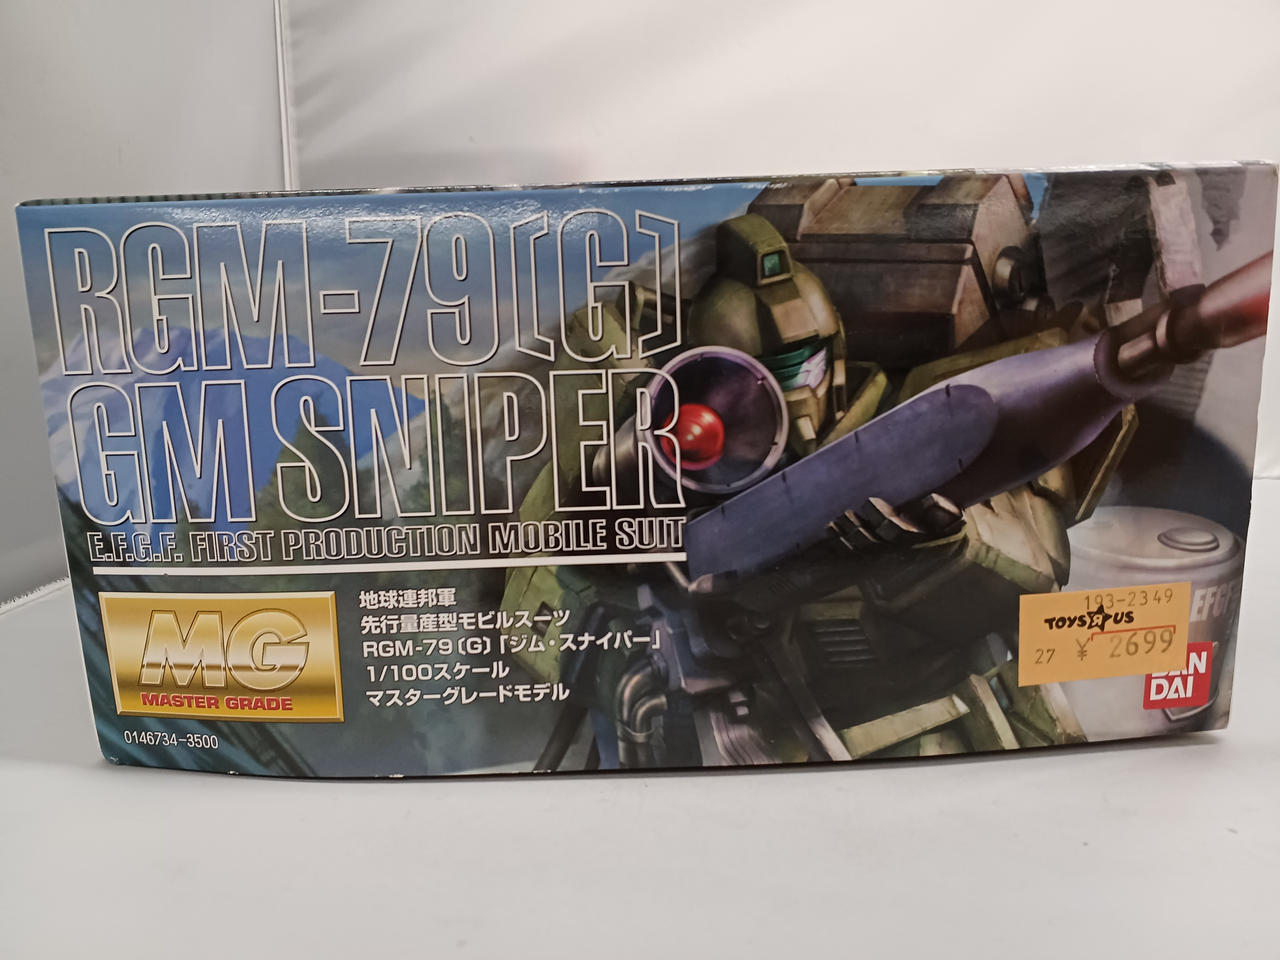 RGM-79[G]
GM SNIPER
E.F.G.F. FIRST PRODUCTION MOBILE SUIT
MG
MASTER GRADE
0146734-3500
地球連邦軍
先行量産型モビルスーツ
RGM-79〔G〕「ジム・スナイパー」
1/100スケール
マスターグレードモデル
EFGF
193-2349
TOYS R US
27 ¥ 2699
BAN
DAI